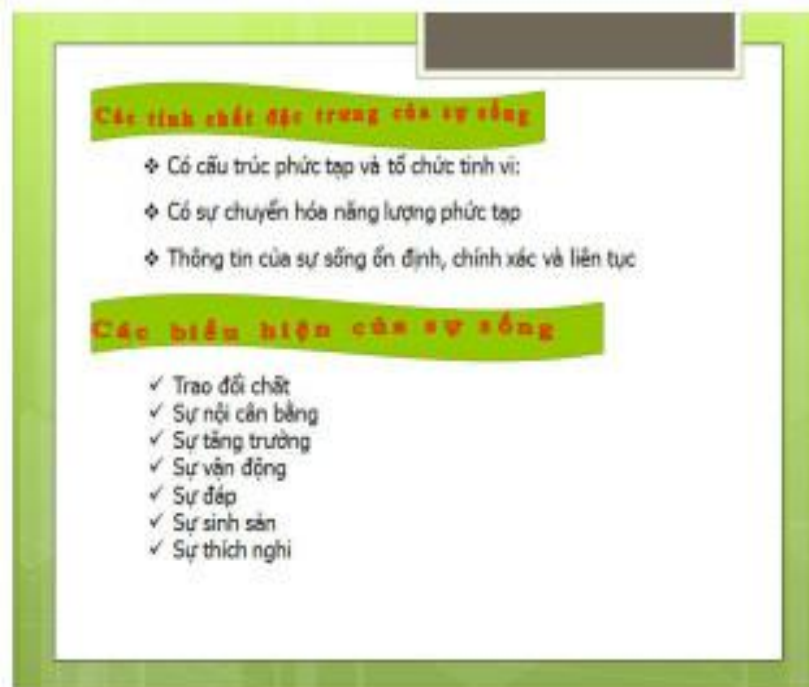 Các tính chất đặc trưng của sự sống
❖ Có cấu trúc phức tạp và tổ chức tinh vi:
❖ Có sự chuyển hóa năng lượng phức tạp
❖ Thông tin của sự sống ổn định, chính xác và liên tục
Các biểu hiện của sự sống
✓ Trao đổi chất
✓ Sự nội cân bằng
✓ Sự tăng trưởng
✓ Sự vận động
✓ Sự đáp
✓ Sự sinh sản
✓ Sự thích nghi